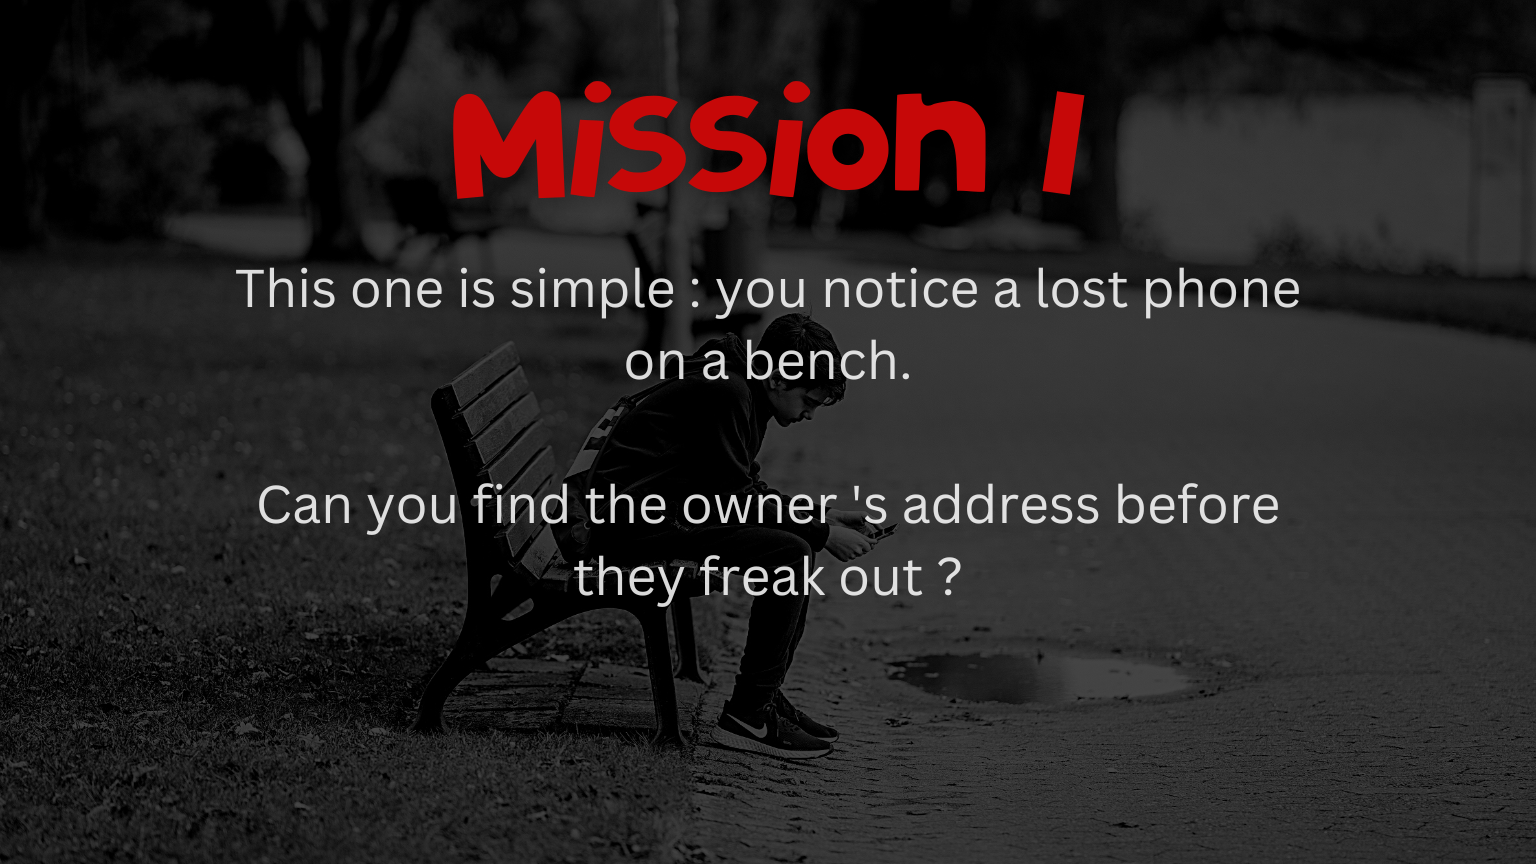 Mission 1
This one is simple : you notice a lost phone
on a bench.
Can you find the owner 's address before
they freak out ?